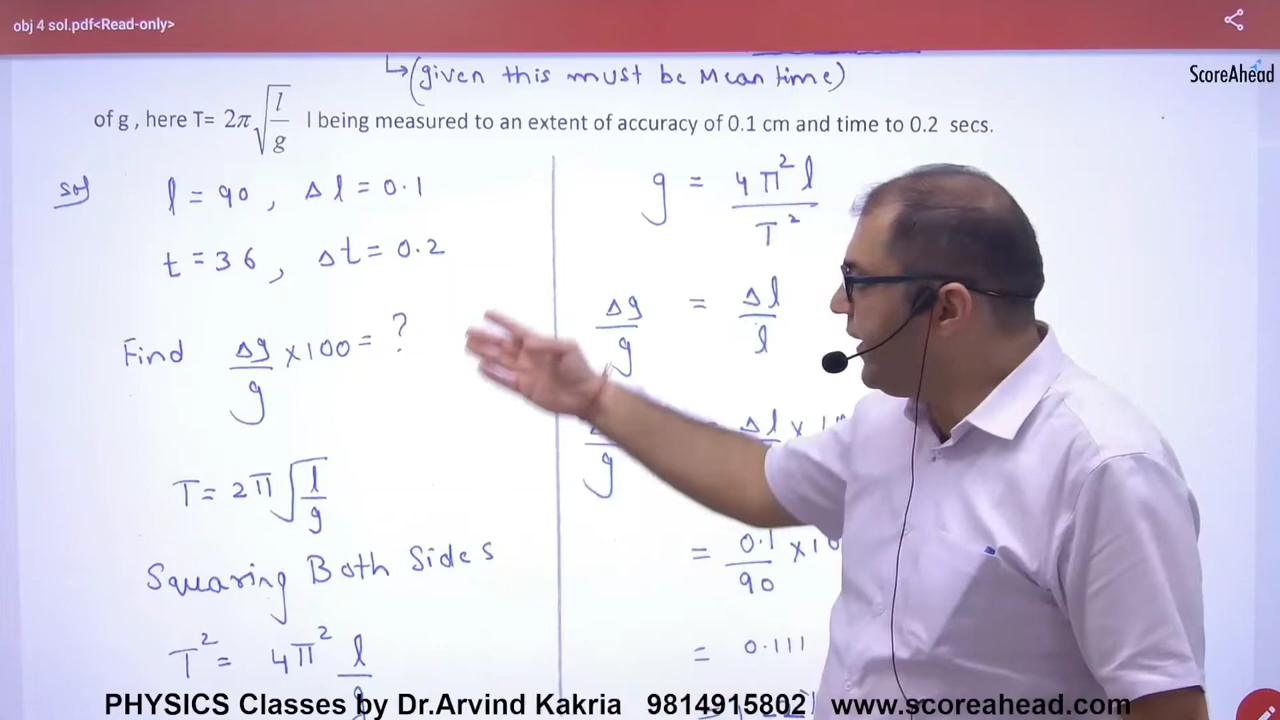 obj 4 sol.pdf<Read-only>
ScoreAhead
↳(given this must be Mean time)
of g , here T= 2π√(l/g) l being measured to an extent of accuracy of 0.1 cm and time to 0.2 secs.
Sol l = 90 , Δl = 0.1
t = 36 , Δt = 0.2
Find Δg/g ×100 = ?
T = 2π√(l/g)
Squaring Both Sides
T² = 4π² l
g = 4π²l/T²
Δg/g = Δl/l
g = Δl ×
= 0.1/90 ×10
= 0.111
PHYSICS Classes by Dr.Arvind Kakria 9814915802 www.scoreahead.com